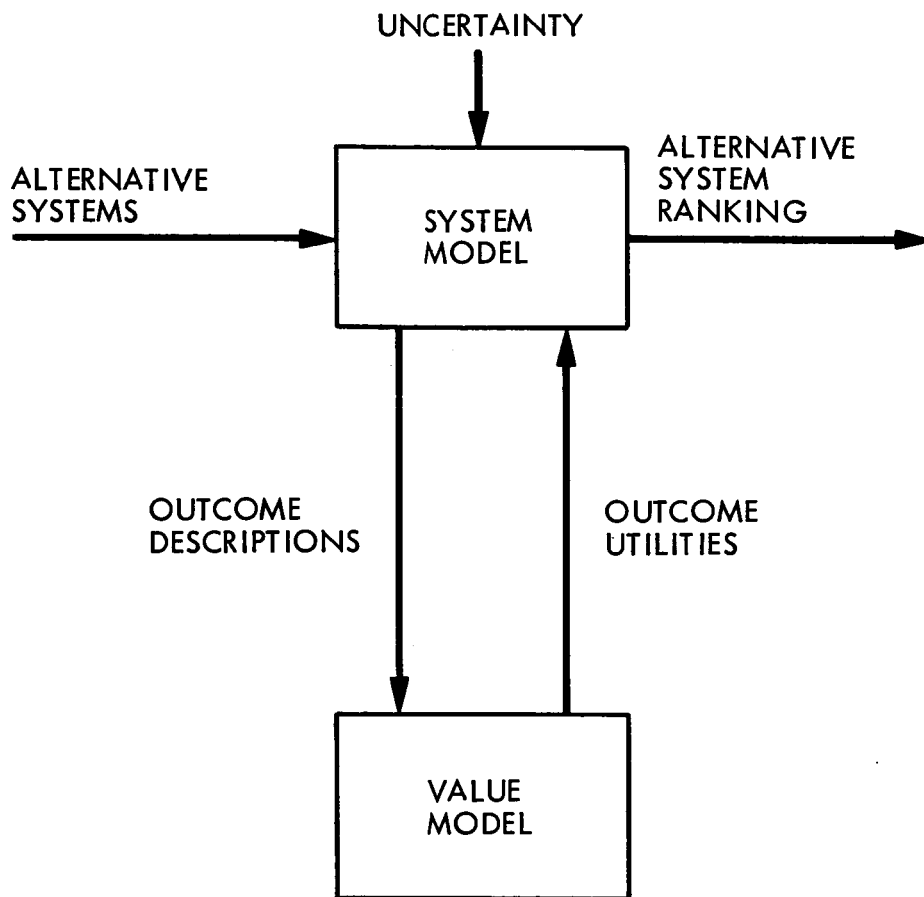 UNCERTAINTY
ALTERNATIVE
SYSTEMS
SYSTEM
MODEL
ALTERNATIVE
SYSTEM
RANKING
OUTCOME
DESCRIPTIONS
OUTCOME
UTILITIES
VALUE
MODEL